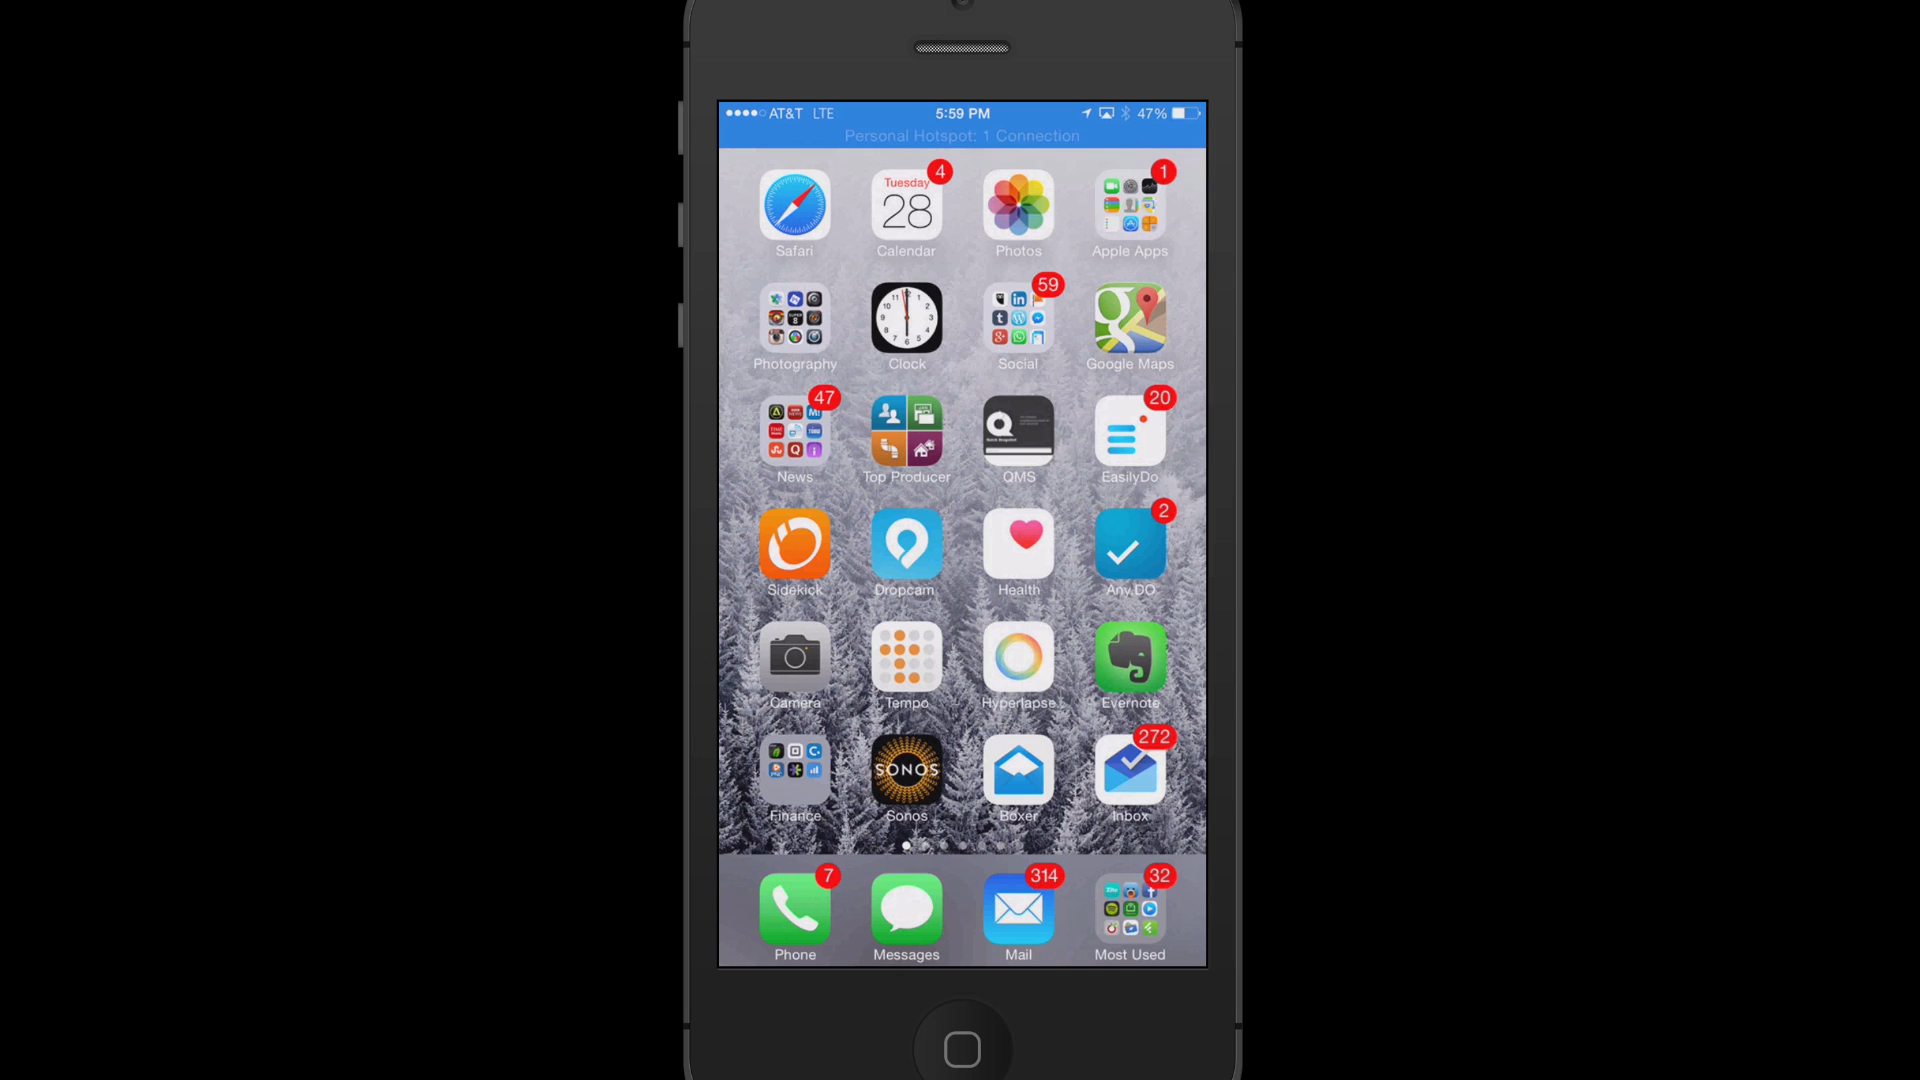 AT&T LTE 5:59 PM 47%
Personal Hotspot: 1 Connection
4 1
Tuesday
28
Safari Calendar Photos Apple Apps
59
Photography Clock Social Google Maps
47 20
News Top Producer QMS EasilyDo
2
Sidekick Dropcam Health Any.DO
Camera Tempo Hyperlapse Evernote
272
SONOS
Finance Sonos Boxer Inbox
7 314 32
Phone Messages Mail Most Used